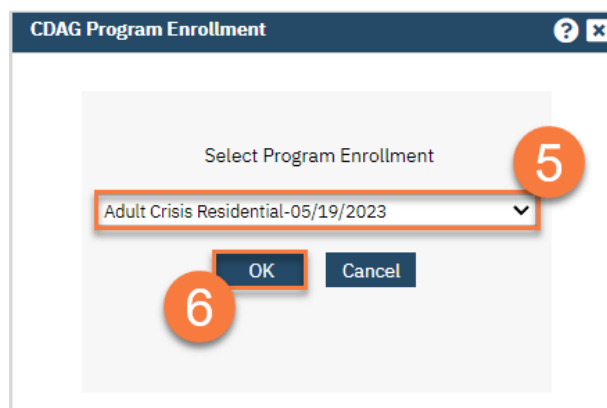 CDAG Program Enrollment ?
Select Program Enrollment
5
Adult Crisis Residential-05/19/2023
OK Cancel
6